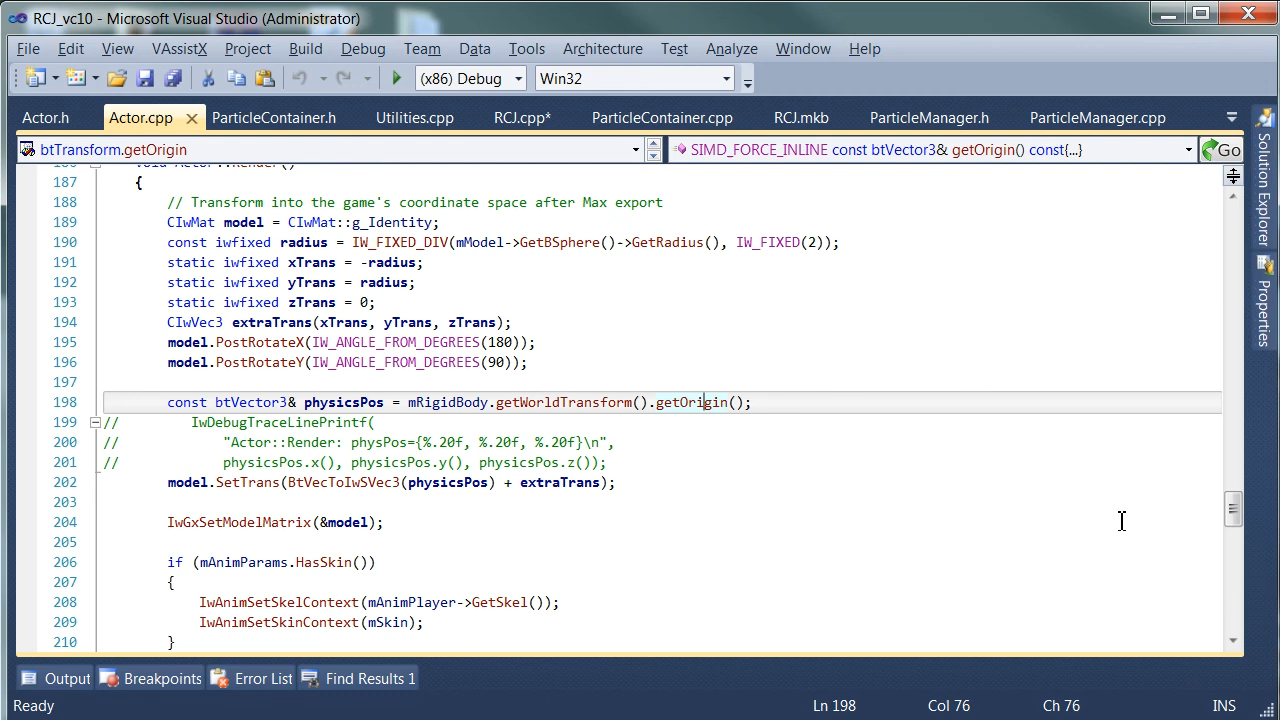 RCJ_vc10 - Microsoft Visual Studio (Administrator)
File Edit View VAssistX Project Build Debug Team Data Tools Architecture Test Analyze Window Help
(x86) Debug Win32
Actor.h Actor.cpp ParticleContainer.h Utilities.cpp RCJ.cpp* ParticleContainer.cpp RCJ.mkb ParticleManager.h ParticleManager.cpp
btTransform.getOrigin SIMD_FORCE_INLINE const btVector3& getOrigin() const{...} Go
187 {
188 // Transform into the game's coordinate space after Max export
189 CIwMat model = CIwMat::g_Identity;
190 const iwfixed radius = IW_FIXED_DIV(mModel->GetBSphere()->GetRadius(), IW_FIXED(2));
191 static iwfixed xTrans = -radius;
192 static iwfixed yTrans = radius;
193 static iwfixed zTrans = 0;
194 CIwVec3 extraTrans(xTrans, yTrans, zTrans);
195 model.PostRotateX(IW_ANGLE_FROM_DEGREES(180));
196 model.PostRotateY(IW_ANGLE_FROM_DEGREES(90));
197
198 const btVector3& physicsPos = mRigidBody.getWorldTransform().getOrigin();
199 // IwDebugTraceLinePrintf(
200 // "Actor::Render: physPos={%.20f, %.20f, %.20f}\n",
201 // physicsPos.x(), physicsPos.y(), physicsPos.z());
202 model.SetTrans(BtVecToIwSVec3(physicsPos) + extraTrans);
203
204 IwGxSetModelMatrix(&model);
205
206 if (mAnimParams.HasSkin())
207 {
208 IwAnimSetSkelContext(mAnimPlayer->GetSkel());
209 IwAnimSetSkinContext(mSkin);
210 }
Solution Explorer
Properties
Output Breakpoints Error List Find Results 1
Ready Ln 198 Col 76 Ch 76 INS